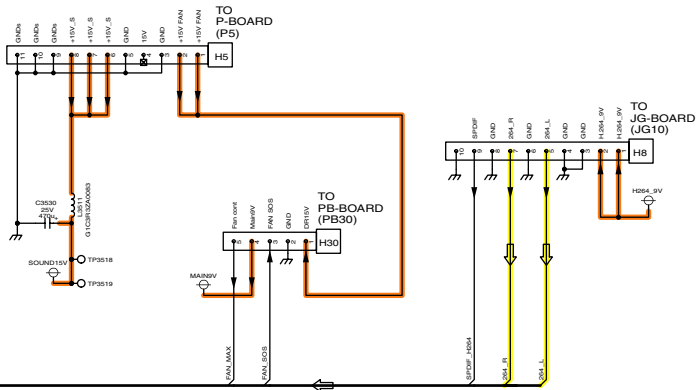 TO
P-BOARD
(P5)
GNDs
GNDs
GNDs
+15V_S
+15V_S
+15V_S
GND
15V
GND
+15V FAN
+15V FAN
11
10
9
8
7
6
5
4
3
2
1
H5
TO
JG-BOARD
(JG10)
SPDIF
GND
264_R
GND
264_L
GND
GND
H.264_9V
H.264_9V
10
9
8
7
6
5
4
3
2
1
H8
H264_9V
C3530
25V
470u
L3511
G1C3R3ZA0083
TO
PB-BOARD
(PB30)
Fan cont
Main9V
FAN SOS
GND
DR15V
5
4
3
2
1
H30
SOUND15V
TP3518
TP3519
MAIN9V
FAN_MAX
FAN_SOS
SPDIF_H264
264_R
264_L